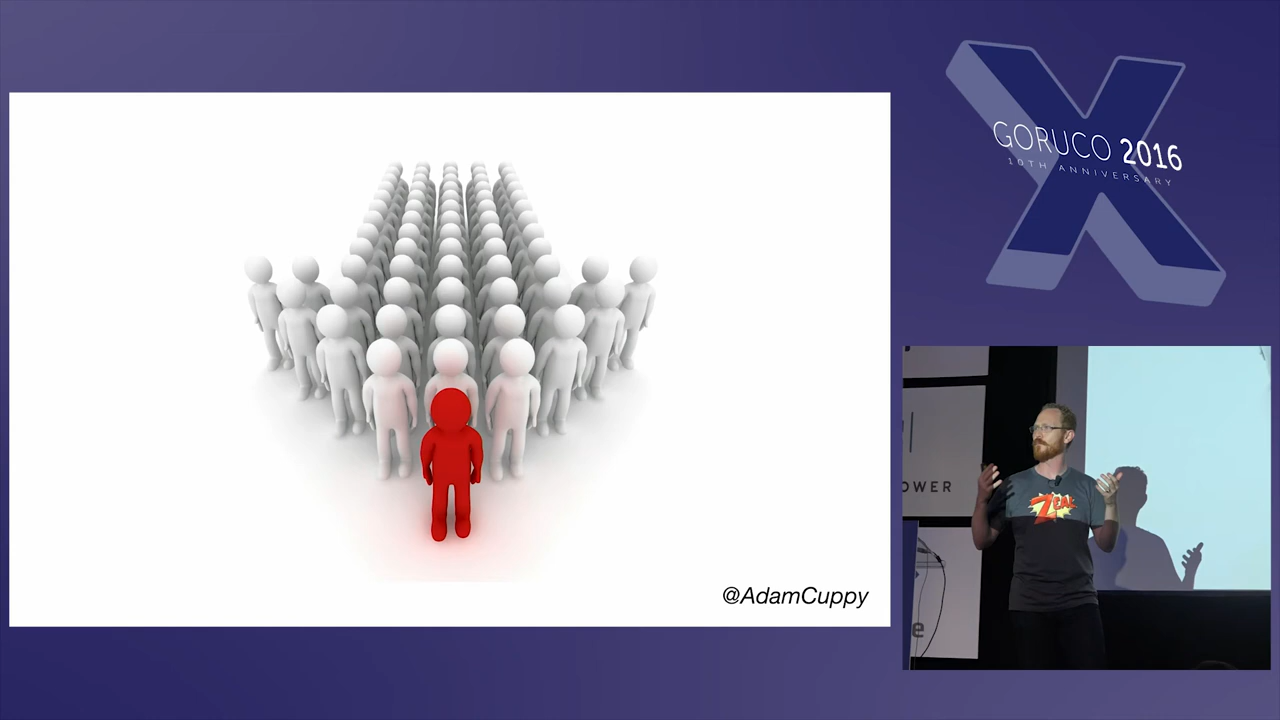 GORUCO 2016
10TH ANNIVERSARY
ZEAL
OWER
e
@AdamCuppy